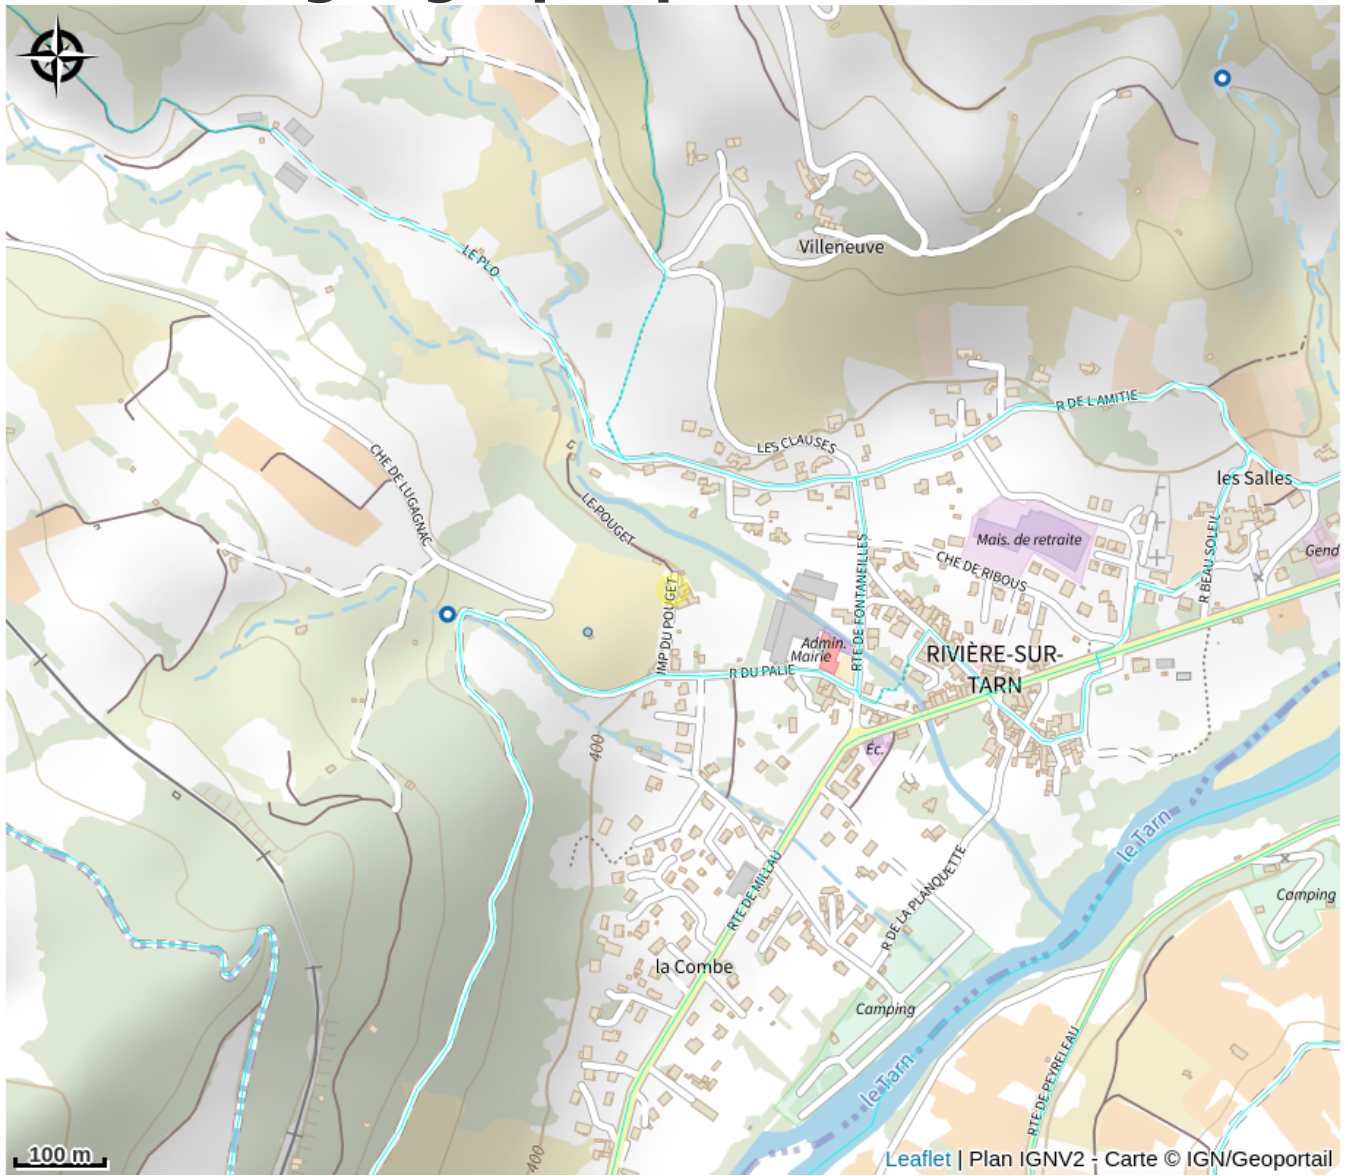 Villeneuve
LE PLO
R DE L AMITIE
LES CLAUSES
CHE DE LUGAGNAC
les Salles
LE POUGET
Mais. de retraite
Gend
RTE DE FONTANEILLES
CHE DE RIBOUS
R BEAU SOLEIL
IMP DU POUGET
Admin.
Mairie
RIVIÈRE-SUR-
TARN
R DU PALIE
400
Éc.
le Tarn
RTE DE MILLAU
R DE LA PLANQUETTE
Camping
la Combe
Camping
le Tarn
RTE DE PEYRELEAU
400
100 m
Leaflet | Plan IGNV2 - Carte © IGN/Geoportail